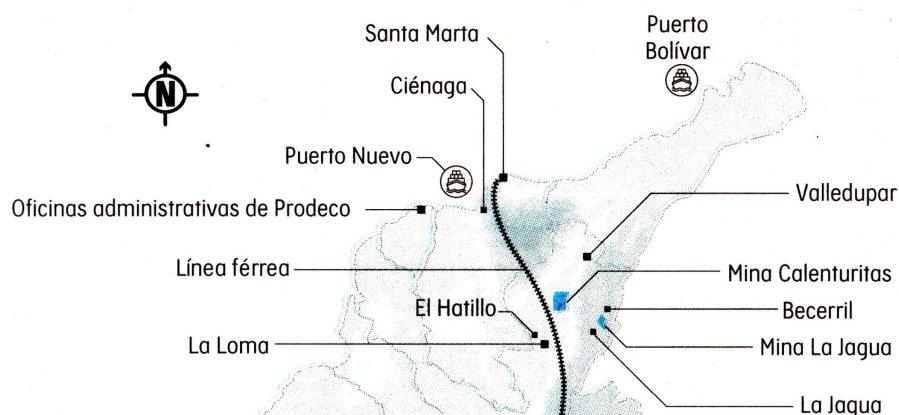 Puerto
Bolívar
Santa Marta
N
Ciénaga
Puerto Nuevo
Oficinas administrativas de Prodeco
Valledupar
Línea férrea
Mina Calenturitas
El Hatillo
Becerril
La Loma
Mina La Jagua
La Jagua